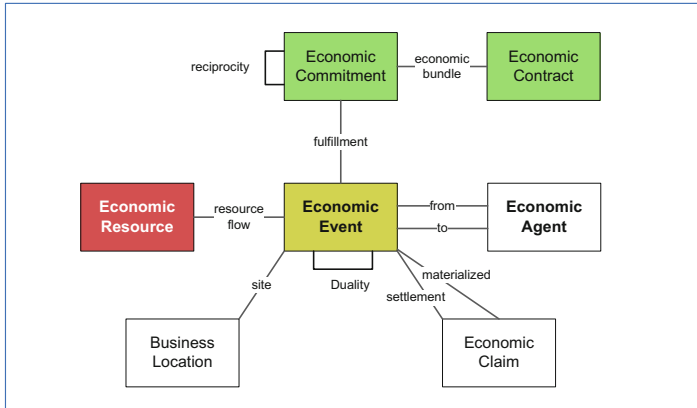 Economic
Commitment
reciprocity
economic
bundle
Economic
Contract
fulfillment
Economic
Resource
resource
flow
Economic
Event
from
to
Economic
Agent
Duality
site
materialized
settlement
Business
Location
Economic
Claim